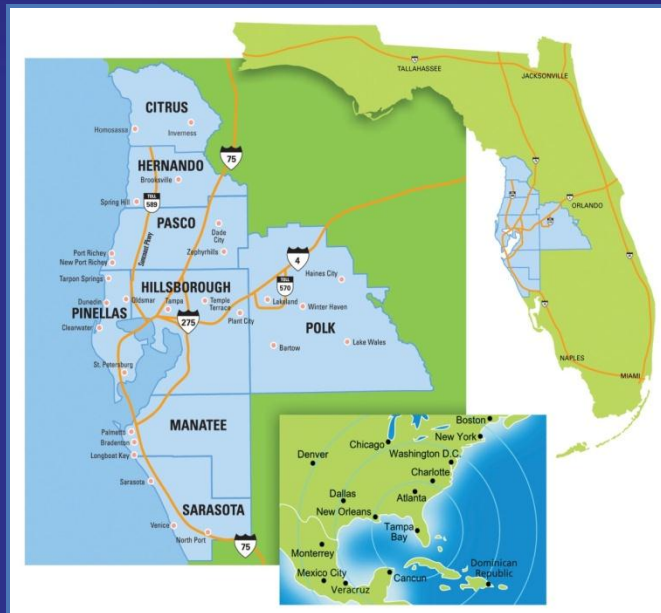 TALLAHASSEE
JACKSONVILLE
ORLANDO
NAPLES
MIAMI
CITRUS
Homosassa
Inverness
75
HERNANDO
Brooksville
Spring Hill
TOLL
589
PASCO
Suncoast Pkwy
Dade
City
Zephyrhills
Port Richey
New Port Richey
Tarpon Springs
4
Haines City
HILLSBOROUGH
TOLL
570
Dunedin
Oldsmar
Tampa
Temple
Terrace
Lakeland
Winter Haven
PINELLAS
Plant City
Clearwater
275
POLK
Bartow
Lake Wales
St. Petersburg
MANATEE
Palmetto
Bradenton
Longboat Key
Sarasota
SARASOTA
Venice
North Port
75
Boston
New York
Chicago
Washington D.C.
Denver
Charlotte
Dallas
Atlanta
New Orleans
Tampa
Bay
Monterrey
Dominican
Republic
Mexico City
Cancun
Veracruz